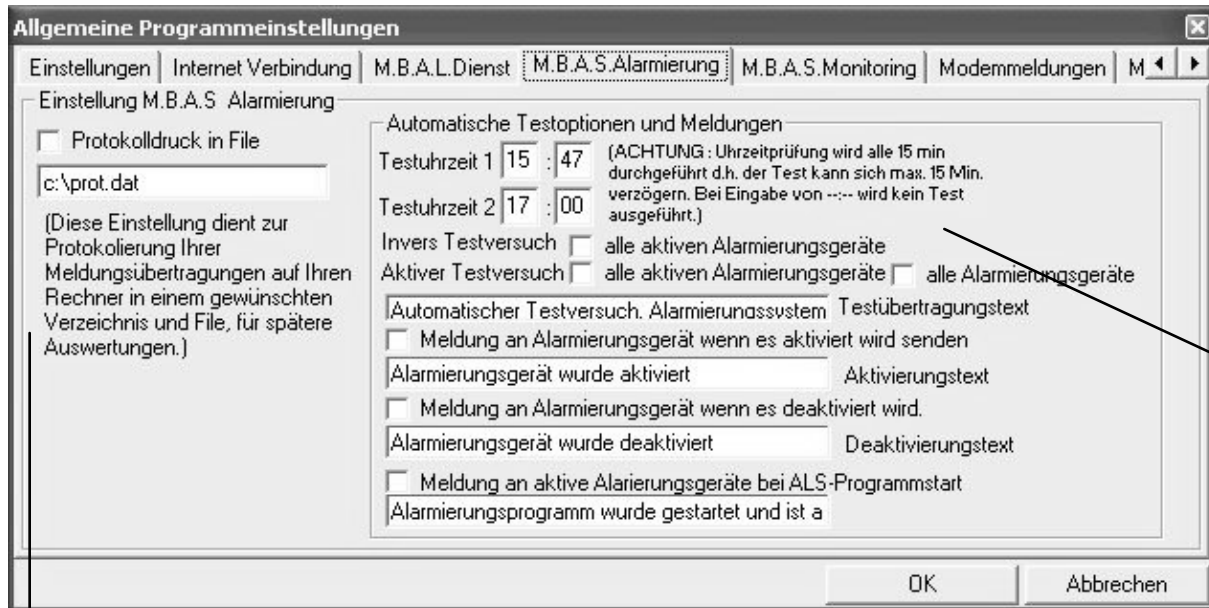 Allgemeine Programmeinstellungen
Einstellungen Internet Verbindung M.B.A.L.Dienst M.B.A.S.Alarmierung M.B.A.S.Monitoring Modemmeldungen M
Einstellung M.B.A.S Alarmierung
Protokolldruck in File
c:\prot.dat
(Diese Einstellung dient zur
Protokolierung Ihrer
Meldungsübertragungen auf Ihren
Rechner in einem gewünschten
Verzeichnis und File, für spätere
Auswertungen.)
Automatische Testoptionen und Meldungen
Testuhrzeit 1 15 : 47
(ACHTUNG : Uhrzeitprüfung wird alle 15 min
durchgeführt d.h. der Test kann sich max. 15 Min.
verzögern. Bei Eingabe von --:-- wird kein Test
ausgeführt.)
Testuhrzeit 2 17 : 00
Invers Testversuch alle aktiven Alarmierungsgeräte
Aktiver Testversuch alle aktiven Alarmierungsgeräte alle Alarmierungsgeräte
Automatischer Testversuch. Alarmierungssystem Testübertragungstext
Meldung an Alarmierungsgerät wenn es aktiviert wird senden
Alarmierungsgerät wurde aktiviert Aktivierungstext
Meldung an Alarmierungsgerät wenn es deaktiviert wird.
Alarmierungsgerät wurde deaktiviert Deaktivierungstext
Meldung an aktive Alarierungsgeräte bei ALS-Programmstart
Alarmierungsprogramm wurde gestartet und ist a
OK Abbrechen